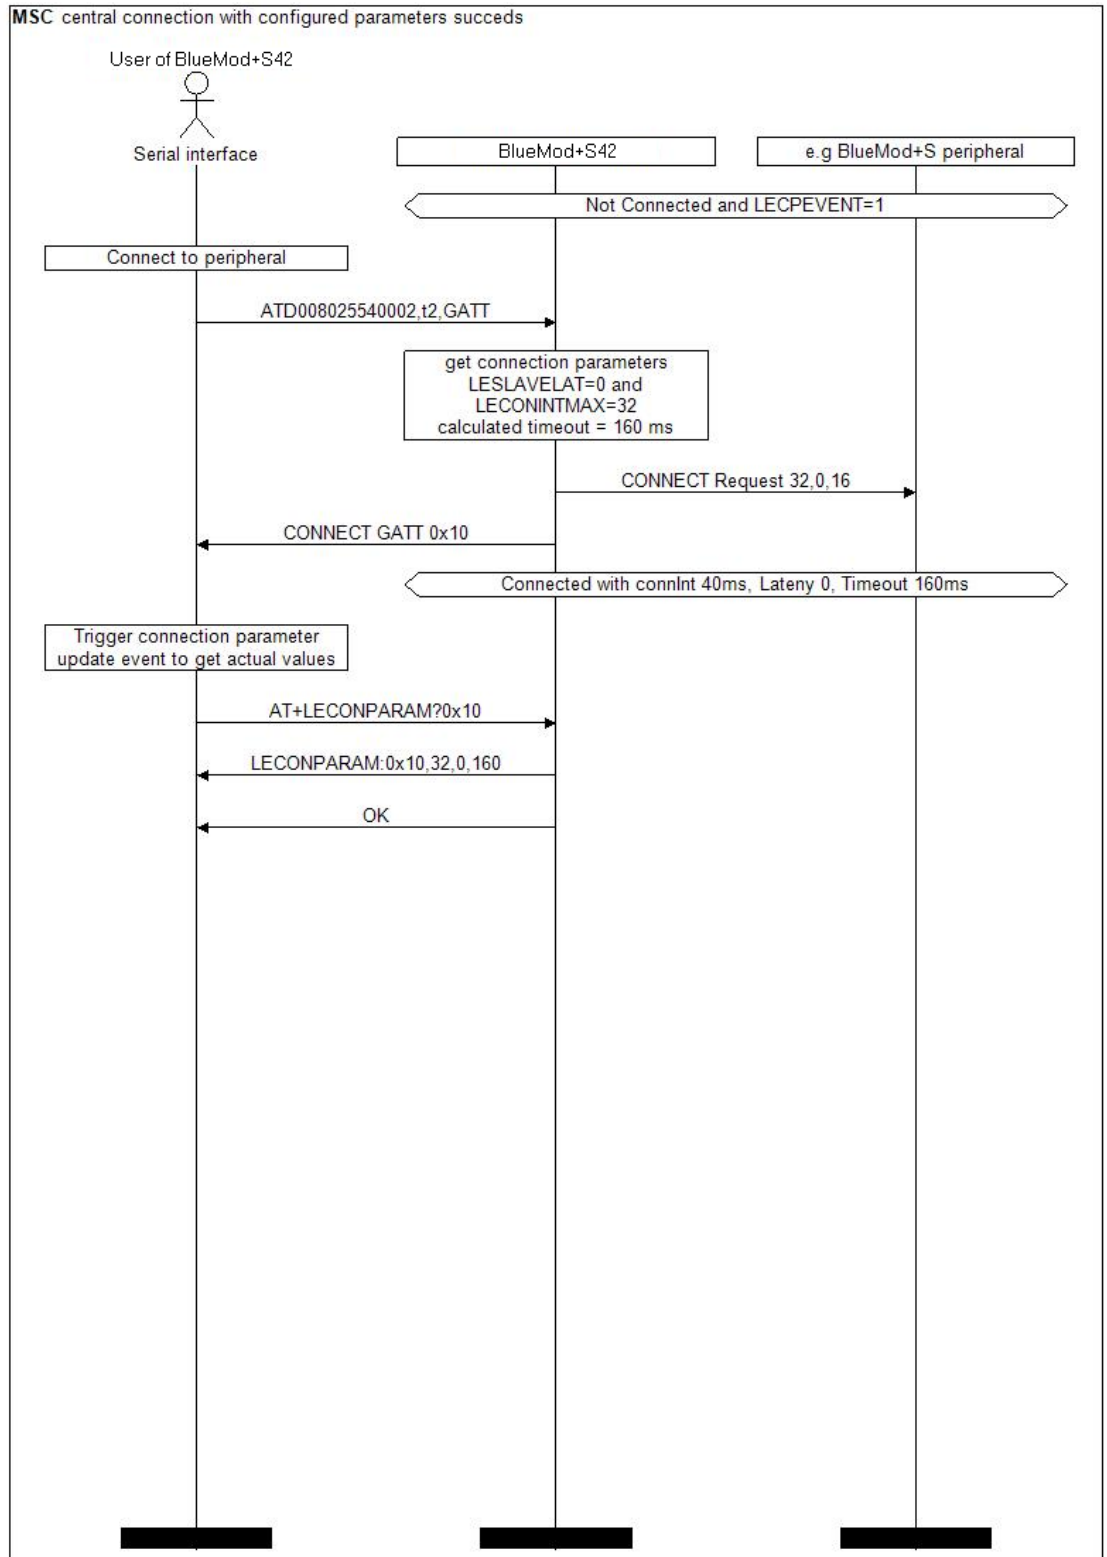 MSC central connection with configured parameters succeds
User of BlueMod+S42
Serial interface
BlueMod+S42
e.g BlueMod+S peripheral
Not Connected and LECPEVENT=1
Connect to peripheral
ATD008025540002,t2,GATT
get connection parameters
LESLAVELAT=0 and
LECONINTMAX=32
calculated timeout = 160 ms
CONNECT Request 32,0,16
CONNECT GATT 0x10
Connected with connInt 40ms, Lateny 0, Timeout 160ms
Trigger connection parameter
update event to get actual values
AT+LECONPARAM?0x10
LECONPARAM:0x10,32,0,160
OK